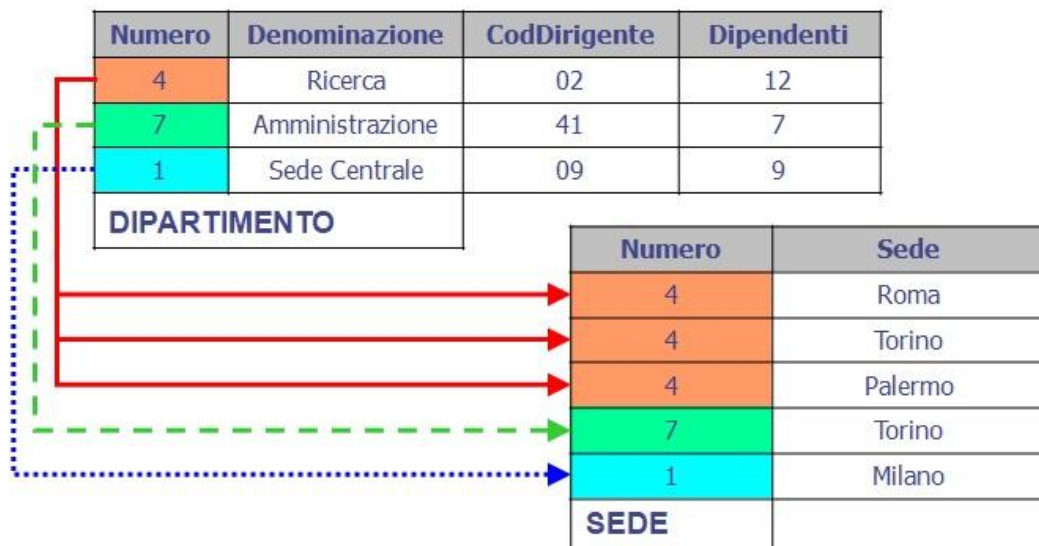 Numero Denominazione CodDirigente Dipendenti
4 Ricerca 02 12
7 Amministrazione 41 7
1 Sede Centrale 09 9
DIPARTIMENTO
Numero Sede
4 Roma
4 Torino
4 Palermo
7 Torino
1 Milano
SEDE